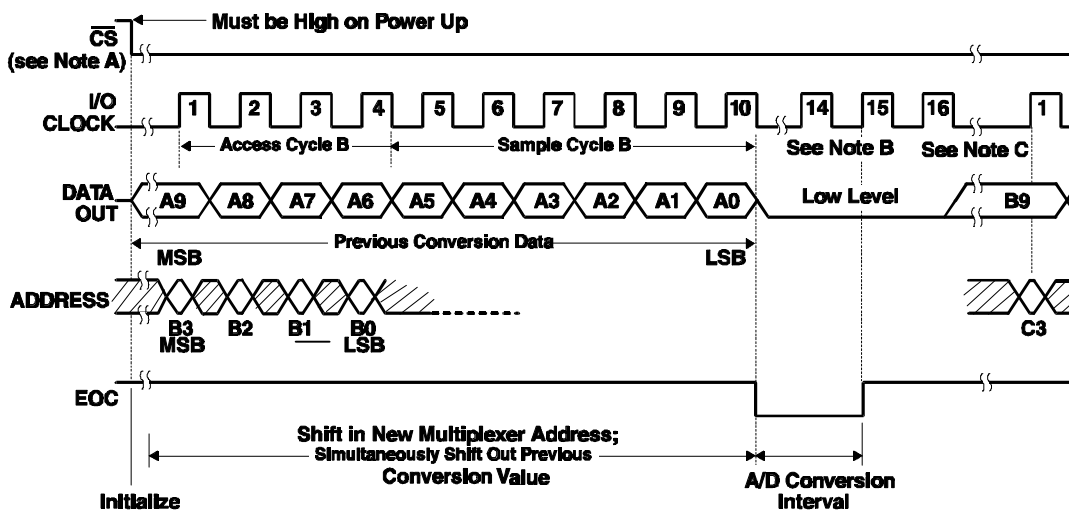 Must be High on Power Up
CS
(see Note A)
I/O
CLOCK
1 2 3 4 5 6 7 8 9 10 14 15 16 1
Access Cycle B
Sample Cycle B
See Note B
See Note C
DATA
OUT
A9 A8 A7 A6 A5 A4 A3 A2 A1 A0
Low Level
B9
Previous Conversion Data
MSB
LSB
ADDRESS
B3 B2 B1 B0
MSB
LSB
C3
EOC
Shift in New Multiplexer Address;
Simultaneously Shift Out Previous
Conversion Value
A/D Conversion
Interval
Initialize